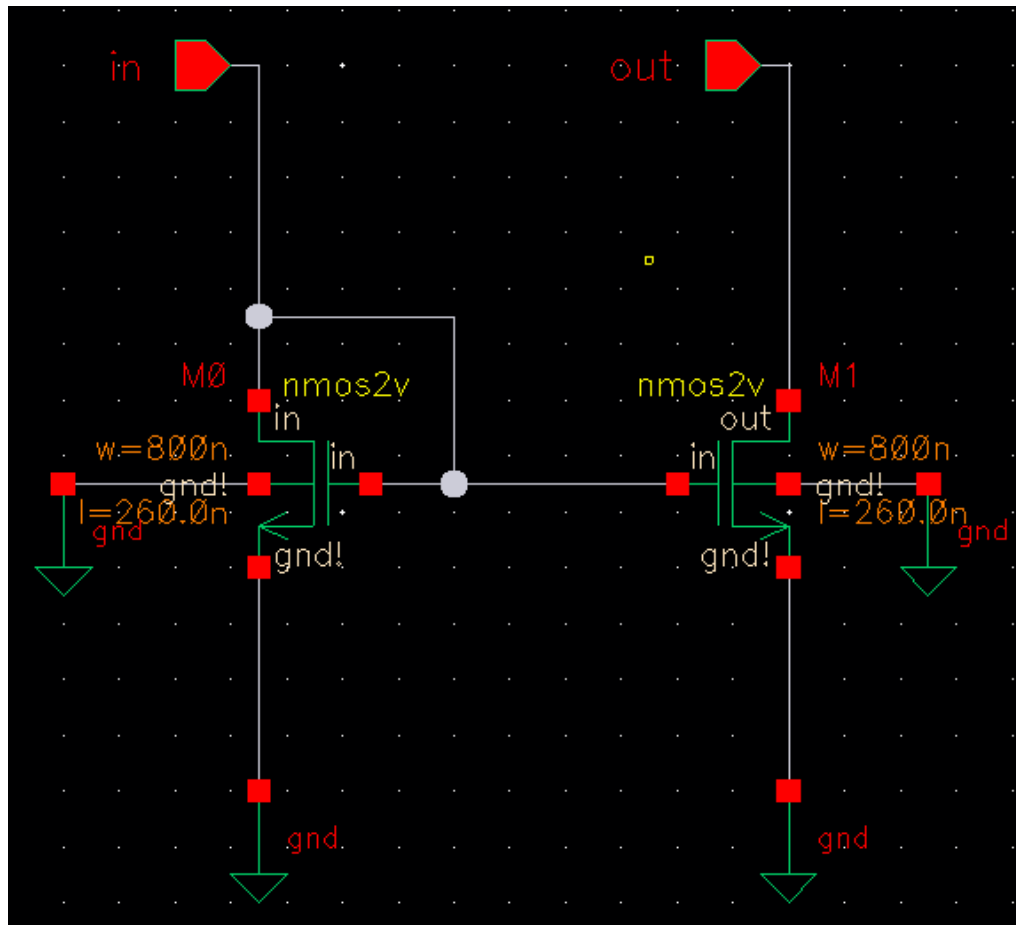 in
out
M0
nmos2v
nmos2v
M1
in
out
w=800n
in
in
w=800n
gnd!
gnd!
l=260.0n
l=260.0n
gnd
gnd
gnd!
gnd!
gnd
gnd